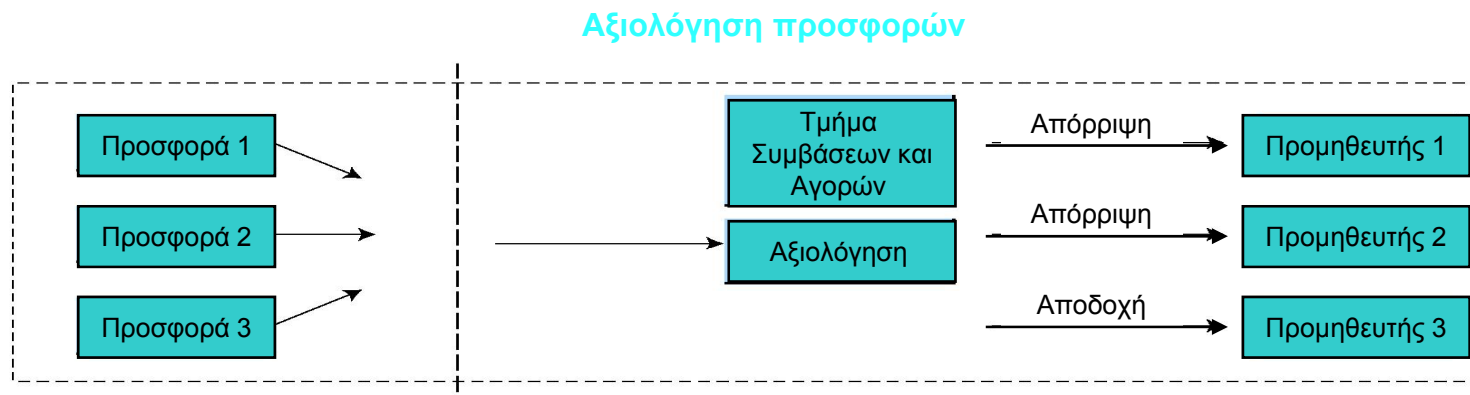 Αξιολόγηση προσφορών
Προσφορά 1
Προσφορά 2
Προσφορά 3
Τμήμα
Συμβάσεων και
Αγορών
Αξιολόγηση
Απόρριψη
Προμηθευτής 1
Απόρριψη
Προμηθευτής 2
Αποδοχή
Προμηθευτής 3